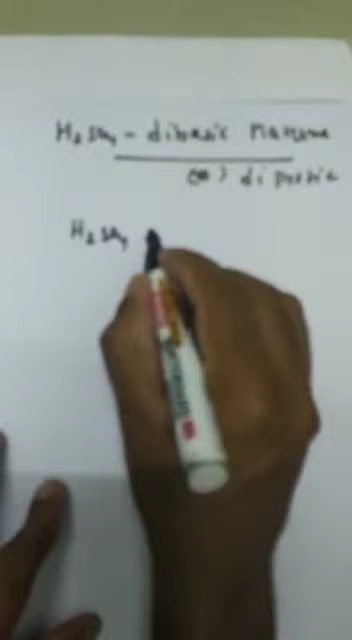 H₂SO₄ - dibasic nature
(or) diprotic
H₂SO₄